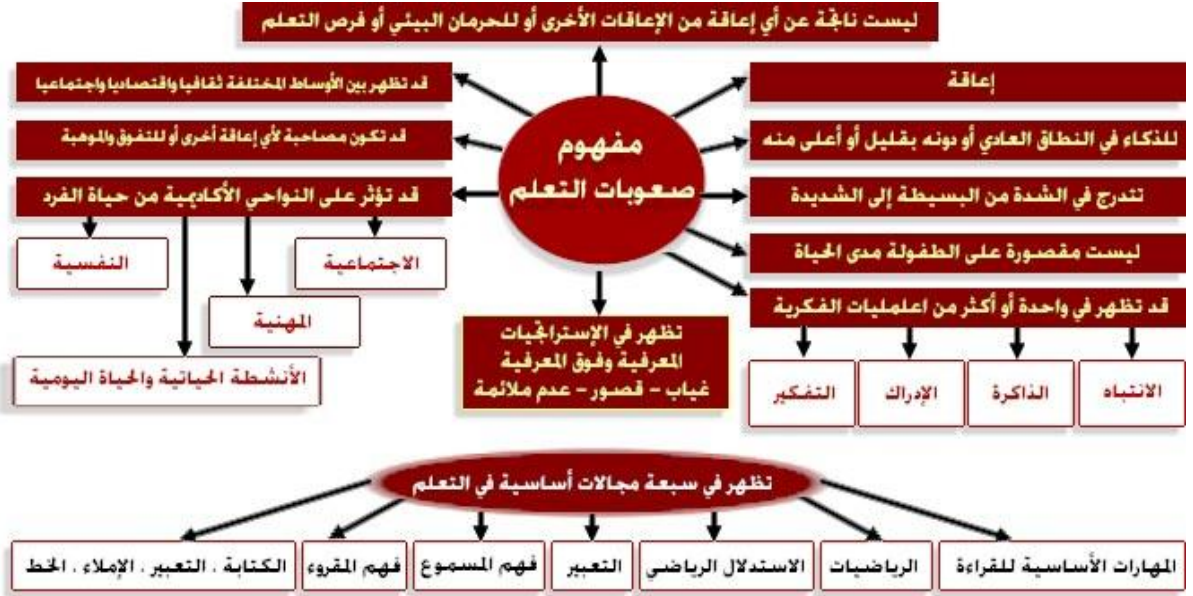 ليست ناتجة عن أي إعاقة من الإعاقات الأخرى أو للحرمان البيئي أو فرص التعلم
مفهوم
صعوبات التعلم
إعاقة
للذكاء في النطاق العادي أو دونه بقليل أو أعلى منه
تتدرج في الشدة من البسيطة إلى الشديدة
ليست مقصورة على الطفولة مدى الحياة
قد تظهر في واحدة أو أكثر من اعلمليات الفكرية
الانتباه
الذاكرة
الإدراك
التفكير
قد تظهر بين الأوساط المختلفة ثقافيا واقتصاديا واجتماعيا
قد تكون مصاحبة لأي إعاقة أخرى أو للتفوق والموهبة
قد تؤثر على النواحي الأكاديمية من حياة الفرد
الاجتماعية
النفسية
المهنية
الأنشطة الحياتية والحياة اليومية
تظهر في الإستراتجيات
المعرفية وفوق المعرفية
غياب - قصور - عدم ملائمة
تظهر في سبعة مجالات أساسية في التعلم
المهارات الأساسية للقراءة
الرياضيات
الاستدلال الرياضي
التعبير
فهم المسموع
فهم المقروء
الكتابة ، التعبير ، الإملاء ، الخط